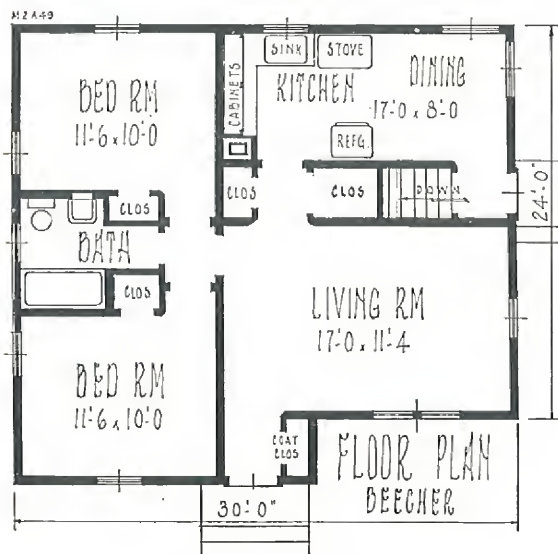 M2A49
BED RM
11'-6 x 10'-0
CABINETS
SINK
STOVE
KITCHEN
DINING
17'-0 x 8'-0
REFG.
CLOS
CLOS
CLOS
DOWN
24'-0"
BATH
CLOS
LIVING RM
17'-0 x 11'-4
BED RM
11'-6 x 10'-0
COAT
CLOS
FLOOR PLAN
BEECHER
30'-0"